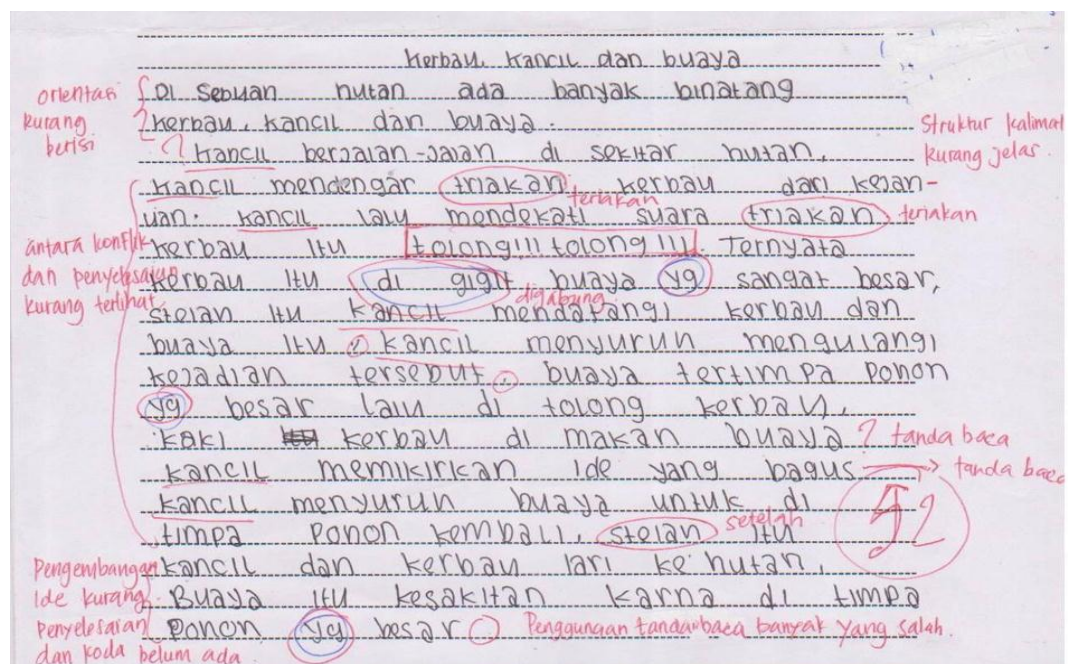 Kerbau, Kancil dan buaya
orientasi kurang berisi
Di Sebuah hutan ada banyak binatang
kerbau, kancil dan buaya.
Struktur kalimat kurang jelas.
Kancil berjalan-jalan di sekitar hutan,
Kancil mendengar triakan, kerbau dari kejau-
teriakan
uan. Kancil lalu mendekati suara triakan
teriakan
antara konflik dan penyelesaian kurang terlihat
kerbau itu tolong!!! tolong!!!. Ternyata
kerbau itu di gigit buaya yg sangat besar,
digabung
stelah itu kancil mendatangi kerbau dan
buaya itu, kancil menyuruh mengulangi
kejadian tersebut, buaya tertimpa pohon
yg besar lalu di tolong kerbau,
kaki kerbau di makan buaya ? tanda baca
kancil memikirkan ide yang bagus tanda baca
kancil menyuruh buaya untuk di
52
timpa pohon kembali, stelah itu
setelah
kancil dan kerbau lari ke hutan,
Pengembangan Ide kurang.
Buaya itu kesakitan karna di timpa
pohon yg besar
Penyelesaian dan koda belum ada.
Penggunaan tanda baca banyak yang salah.